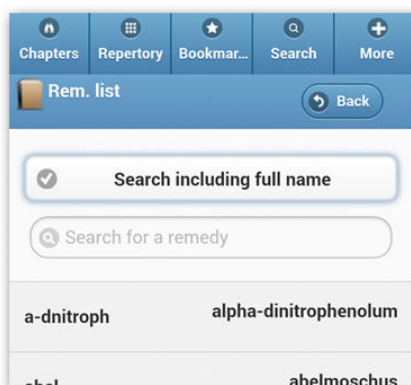 Chapters Repertory Bookmar... Search More
Rem. list
Back
Search including full name
Search for a remedy
a-dnitroph alpha-dinitrophenolum
abel abelmoschus